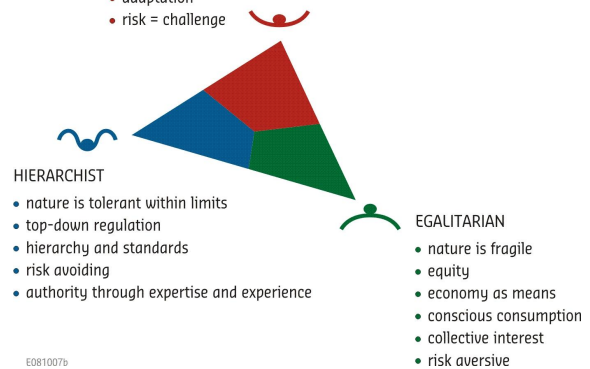 adaptation
• risk = challenge
HIERARCHIST
• nature is tolerant within limits
• top-down regulation
• hierarchy and standards
• risk avoiding
• authority through expertise and experience
EGALITARIAN
• nature is fragile
• equity
• economy as means
• conscious consumption
• collective interest
• risk aversive
E081007b